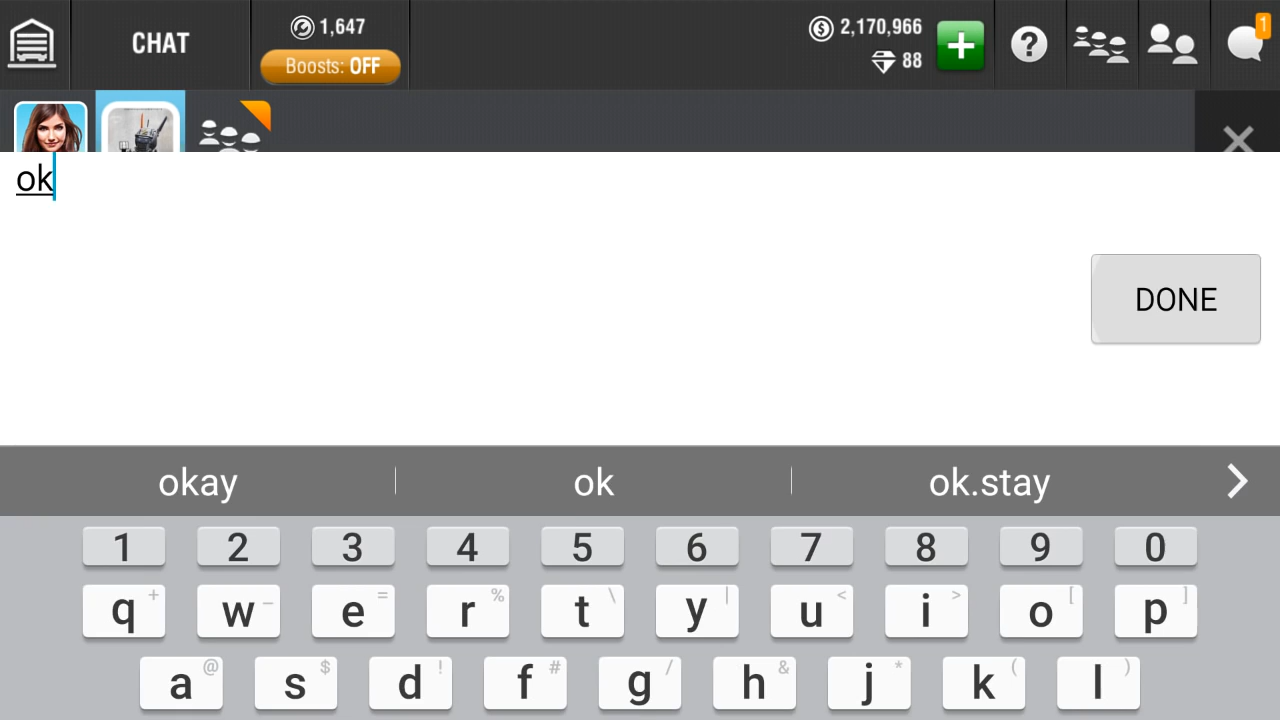 CHAT
1,647
Boosts: OFF
2,170,966
88
+
?
1
ok
DONE
okay
ok
ok.stay
1 2 3 4 5 6 7 8 9 0
q + w – e = r % t \ y | u < i > o [ p ]
a @ s $ d ! f # g / h & j * k ( l )